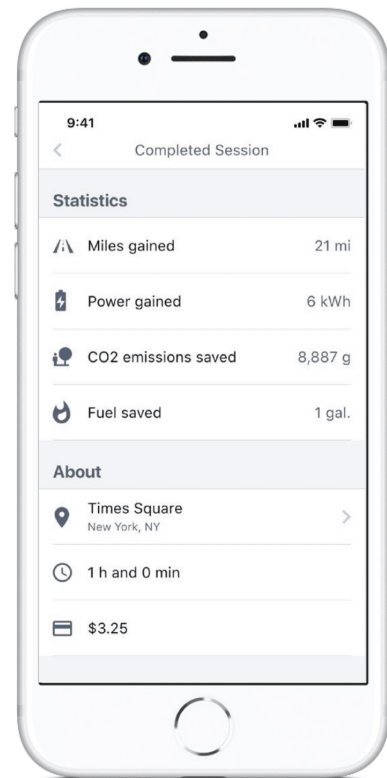 9:41
Completed Session
Statistics
Miles gained 21 mi
Power gained 6 kWh
CO2 emissions saved 8,887 g
Fuel saved 1 gal.
About
Times Square
New York, NY
1 h and 0 min
$3.25